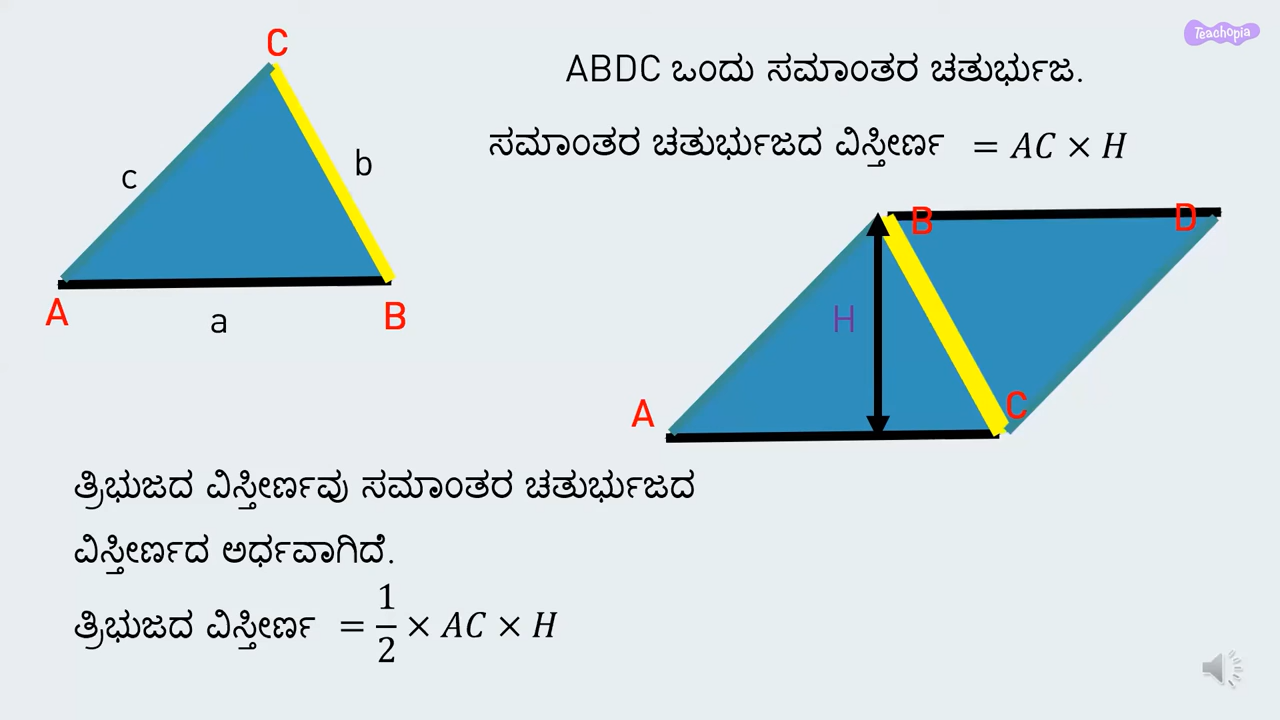 Teachopia
C
c
b
A
a
B
ABDC ಒಂದು ಸಮಾಂತರ ಚತುರ್ಭುಜ.
ಸಮಾಂತರ ಚತುರ್ಭುಜದ ವಿಸ್ತೀರ್ಣ = AC × H
B
D
H
A
C
ತ್ರಿಭುಜದ ವಿಸ್ತೀರ್ಣವು ಸಮಾಂತರ ಚತುರ್ಭುಜದ
ವಿಸ್ತೀರ್ಣದ ಅರ್ಧವಾಗಿದೆ.
ತ್ರಿಭುಜದ ವಿಸ್ತೀರ್ಣ = 1/2 × AC × H